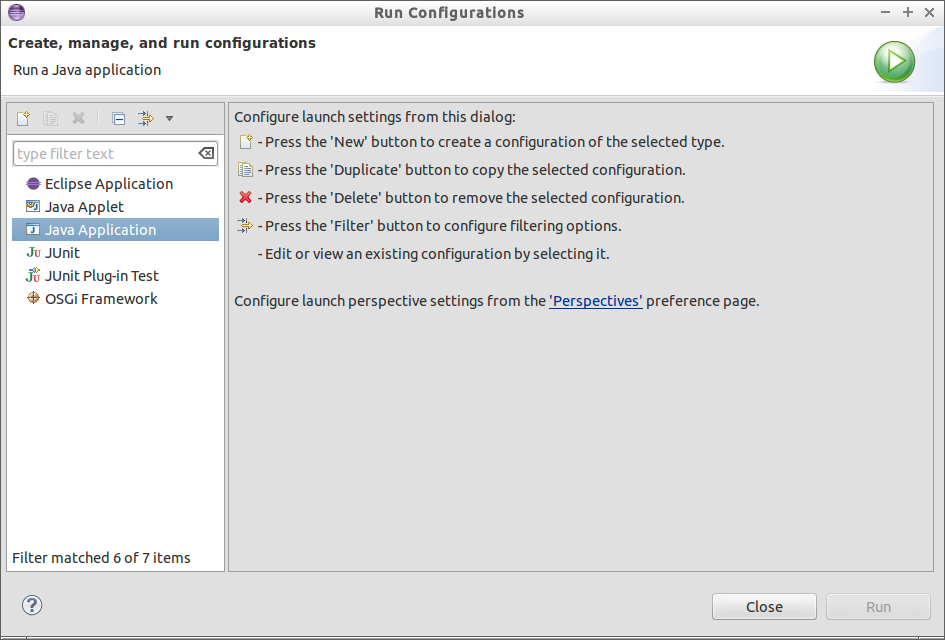 Run Configurations
Create, manage, and run configurations
Run a Java application
type filter text
Eclipse Application
Java Applet
Java Application
JUnit
JUnit Plug-in Test
OSGi Framework
Filter matched 6 of 7 items
Configure launch settings from this dialog:
- Press the 'New' button to create a configuration of the selected type.
- Press the 'Duplicate' button to copy the selected configuration.
- Press the 'Delete' button to remove the selected configuration.
- Press the 'Filter' button to configure filtering options.
- Edit or view an existing configuration by selecting it.
Configure launch perspective settings from the 'Perspectives' preference page.
Close
Run